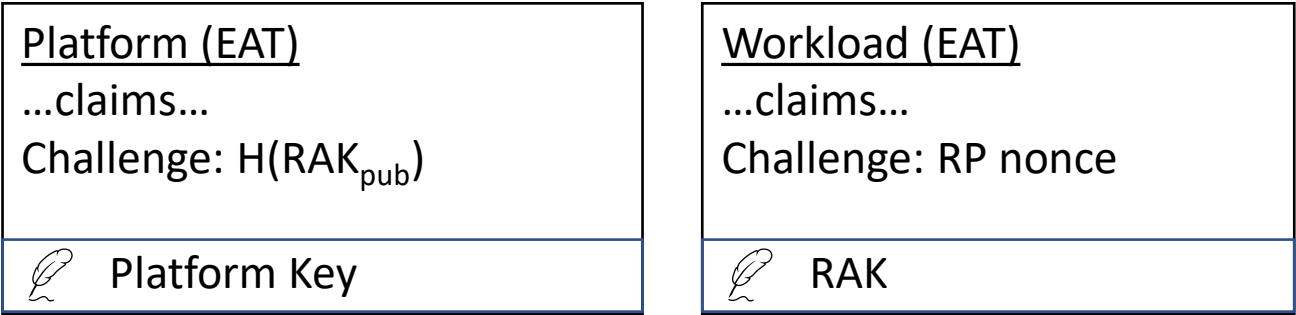 Platform (EAT)
...claims...
Challenge: H(RAKpub)
Platform Key
Workload (EAT)
...claims...
Challenge: RP nonce
RAK